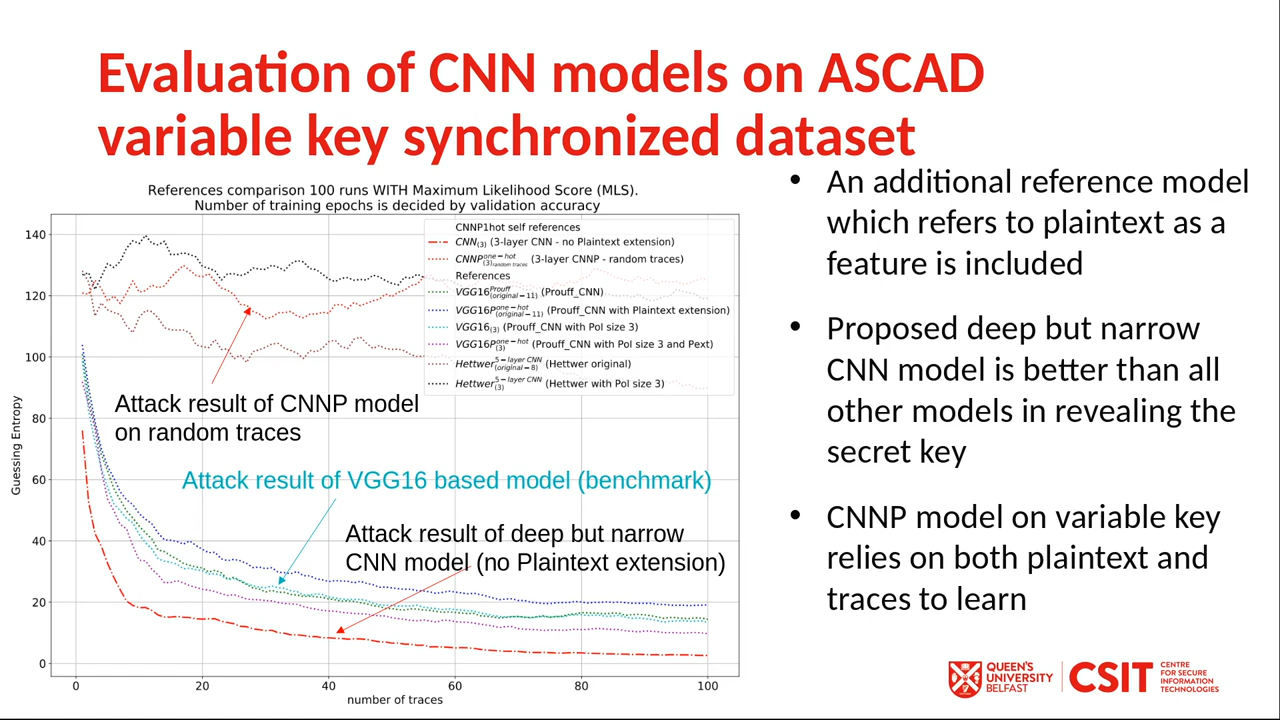 Evaluation of CNN models on ASCAD
variable key synchronized dataset
References comparison 100 runs WITH Maximum Likelihood Score (MLS).
Number of training epochs is decided by validation accuracy
Guessing Entropy
140
120
100
80
60
40
20
0
CNNP1hot self references
CNN(3) (3-layer CNN - no Plaintext extension)
CNNP(3)random traces one-hot (3-layer CNNP - random traces)
References
VGG16(original-11) Prouff (Prouff_CNN)
VGG16P(original-11) one-hot (Prouff_CNN with Plaintext extension)
VGG16(3) (Prouff_CNN with Pol size 3)
VGG16P(3) one-hot (Prouff_CNN with Pol size 3 and Pext)
Hettwer(original-8) 5-layer CNN (Hettwer original)
Hettwer(3) 5-layer CNN (Hettwer with Pol size 3)
Attack result of CNNP model
on random traces
Attack result of VGG16 based model (benchmark)
Attack result of deep but narrow
CNN model (no Plaintext extension)
0 20 40 60 80 100
number of traces
• An additional reference model
which refers to plaintext as a
feature is included
• Proposed deep but narrow
CNN model is better than all
other models in revealing the
secret key
• CNNP model on variable key
relies on both plaintext and
traces to learn
QUEEN'S
UNIVERSITY
BELFAST
CSIT
CENTRE
FOR SECURE
INFORMATION
TECHNOLOGIES